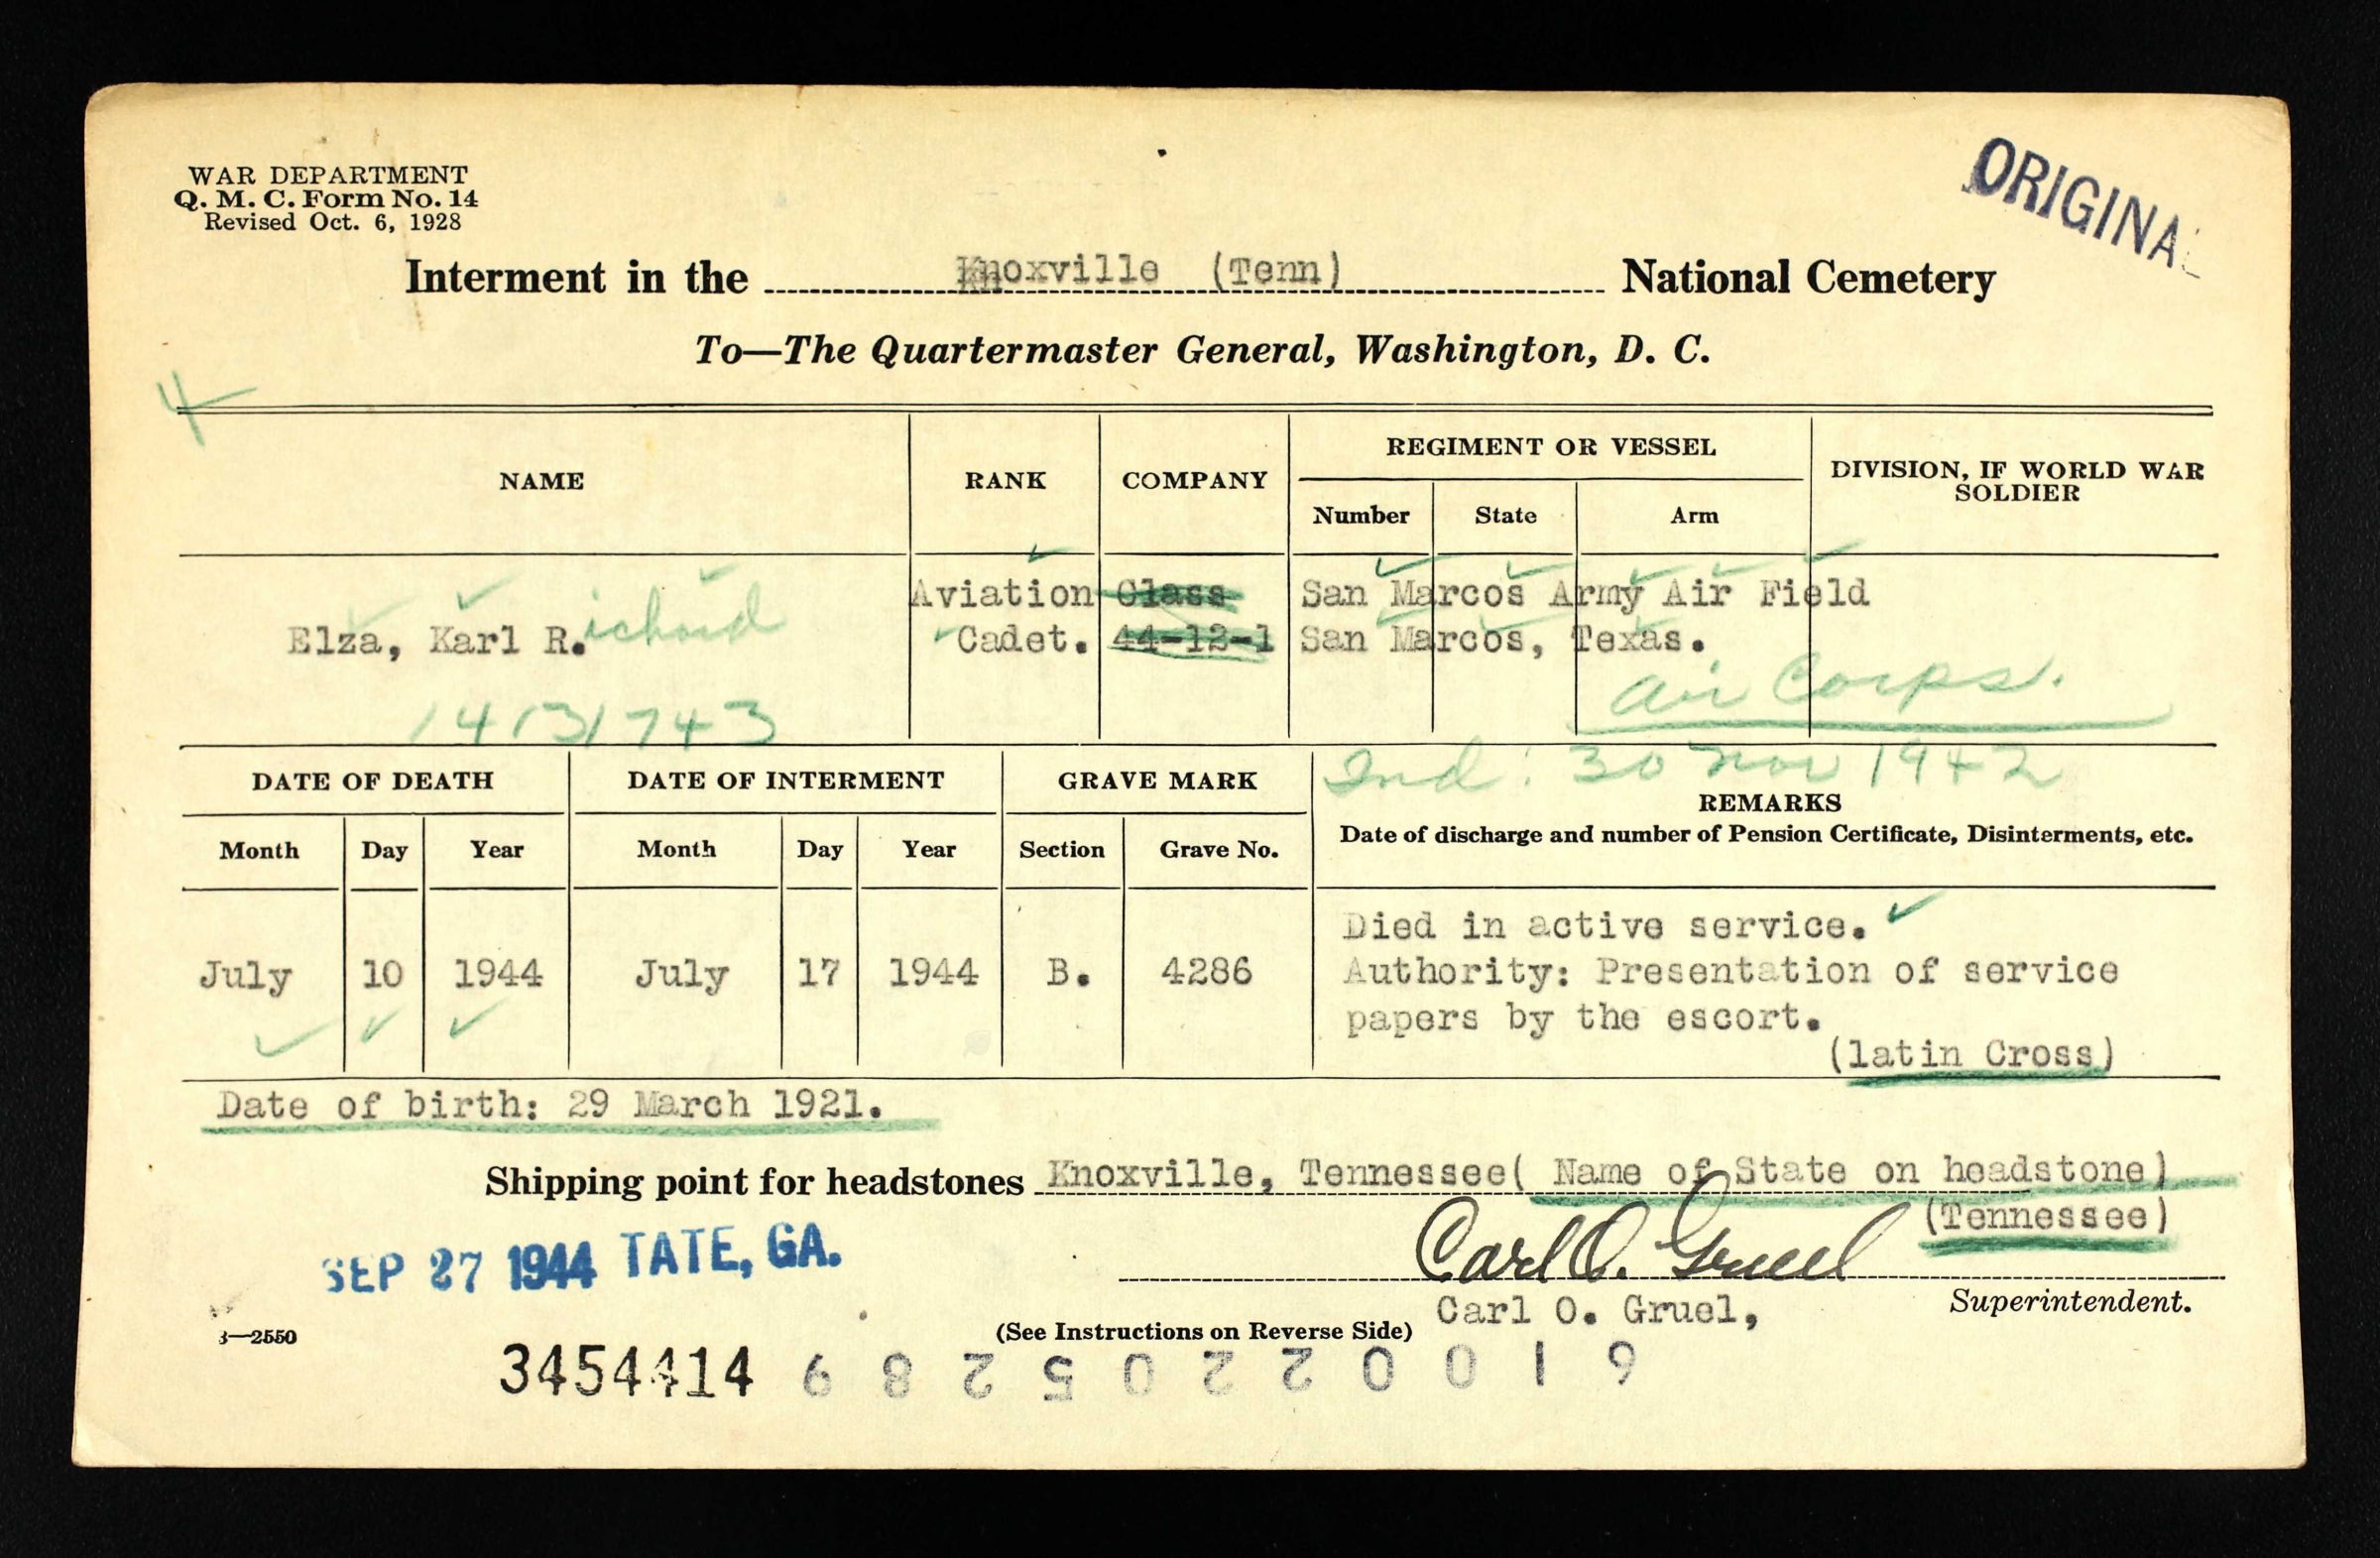 WAR DEPARTMENT
Q. M. C. Form No. 14
Revised Oct. 6, 1928
ORIGINAL
Interment in the Knoxville (Tenn) National Cemetery
To—The Quartermaster General, Washington, D. C.
4
NAME
RANK
COMPANY
REGIMENT OR VESSEL
Number
State
Arm
DIVISION, IF WORLD WAR
SOLDIER
Elza, Karl R.ichard
14131743
Aviation
Cadet.
Class
44-12-1
San Marcos Army Air Field
San Marcos, Texas.
Air Corps.
DATE OF DEATH
Month
Day
Year
DATE OF INTERMENT
Month
Day
Year
GRAVE MARK
Section
Grave No.
: 30 Nov 1942
REMARKS
Date of discharge and number of Pension Certificate, Disinterments, etc.
July 10 1944
July 17 1944
B. 4286
Died in active service.
Authority: Presentation of service
papers by the escort.
(latin Cross)
Date of birth: 29 March 1921.
Shipping point for headstones Knoxville, Tennessee( Name of State on headstone)
(Tennessee)
SEP 27 1944 TATE, GA.
Carl O. Gruel
Carl O. Gruel,
Superintendent.
3—2550
(See Instructions on Reverse Side)
3454414